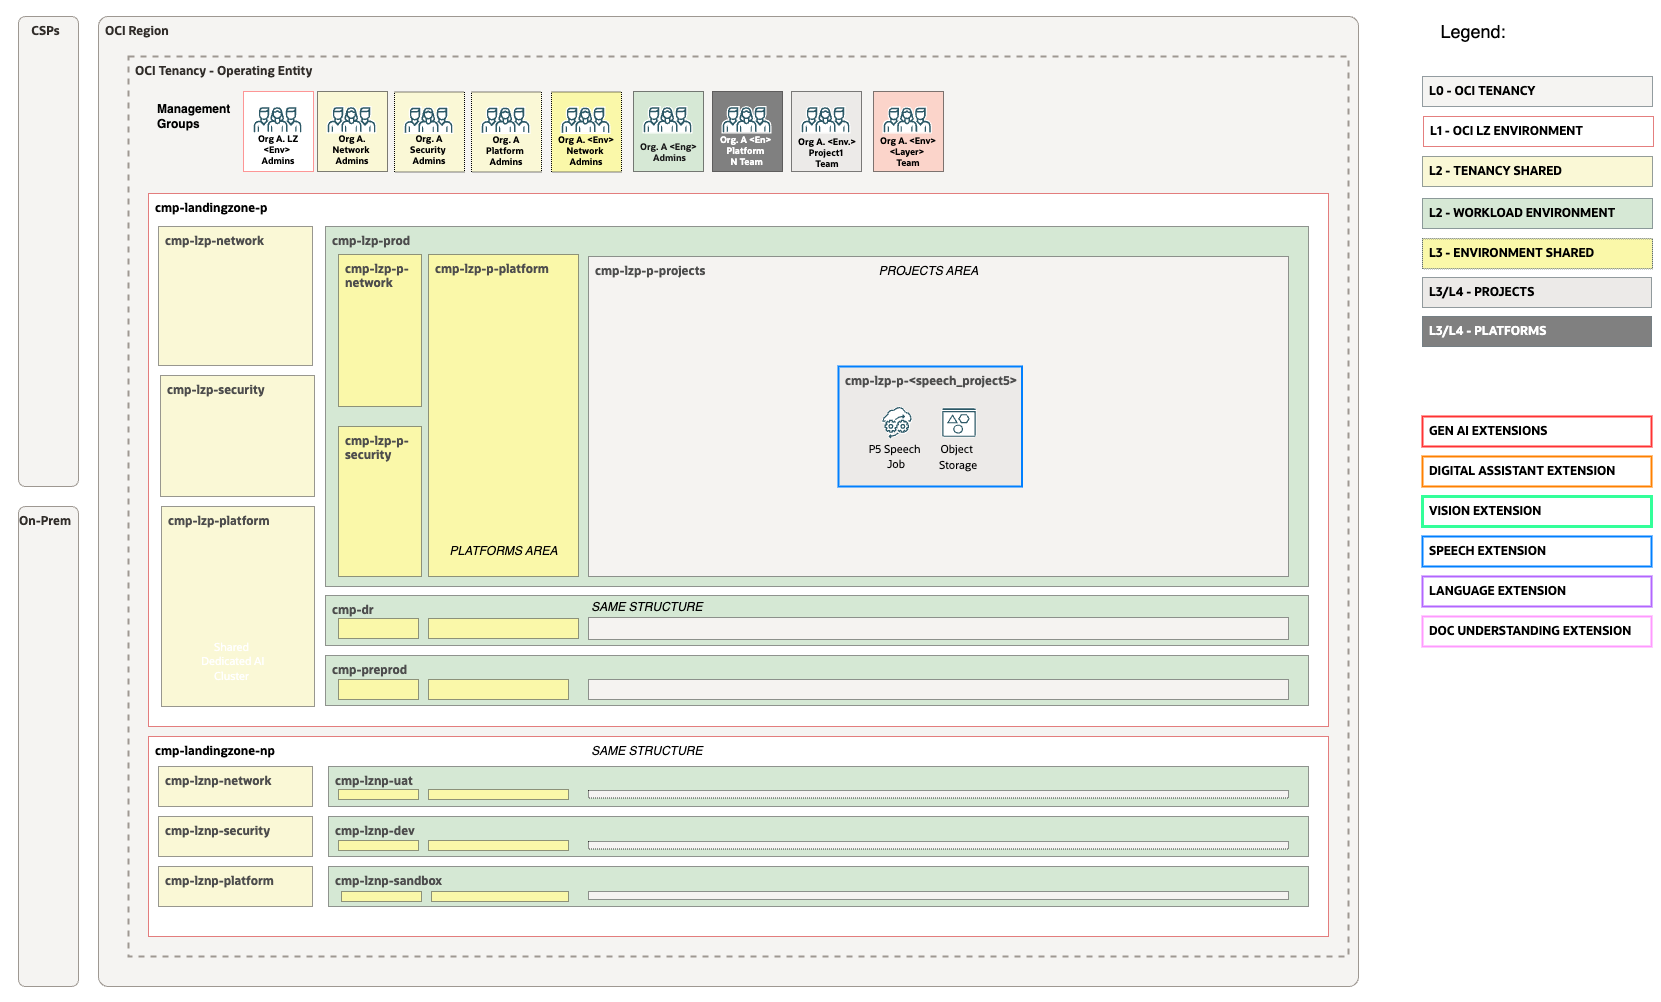 CSPs
On-Prem
OCI Region
OCI Tenancy - Operating Entity
Management
Groups
Org A. LZ
<Env>
Admins
Org A.
Network
Admins
Org. A
Security
Admins
Org. A
Platform
Admins
Org A. <Env>
Network
Admins
Org. A <Eng>
Admins
Org. A <En>
Platform
N Team
Org A. <Env.>
Project1
Team
Org A. <Env>
<Layer>
Team
cmp-landingzone-p
cmp-lzp-network
cmp-lzp-security
cmp-lzp-platform
Shared
Dedicated AI
Cluster
cmp-lzp-prod
cmp-lzp-p-
network
cmp-lzp-p-
security
cmp-lzp-p-platform
PLATFORMS AREA
cmp-lzp-p-projects
PROJECTS AREA
cmp-lzp-p-<speech_project5>
P5 Speech
Job
Object
Storage
cmp-dr
SAME STRUCTURE
cmp-preprod
cmp-landingzone-np
SAME STRUCTURE
cmp-lznp-network
cmp-lznp-security
cmp-lznp-platform
cmp-lznp-uat
cmp-lznp-dev
cmp-lznp-sandbox
Legend:
L0 - OCI TENANCY
L1 - OCI LZ ENVIRONMENT
L2 - TENANCY SHARED
L2 - WORKLOAD ENVIRONMENT
L3 - ENVIRONMENT SHARED
L3/L4 - PROJECTS
L3/L4 - PLATFORMS
GEN AI EXTENSIONS
DIGITAL ASSISTANT EXTENSION
VISION EXTENSION
SPEECH EXTENSION
LANGUAGE EXTENSION
DOC UNDERSTANDING EXTENSION